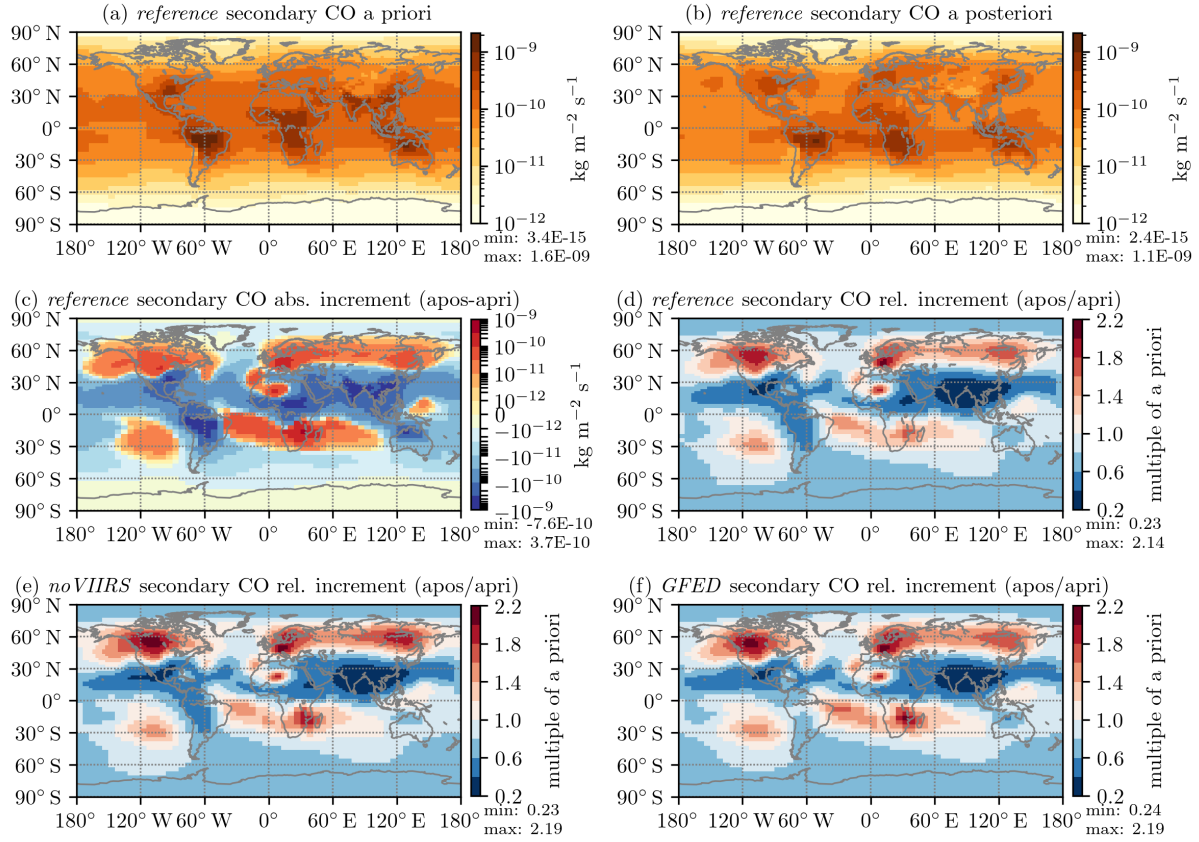 (a) reference secondary CO a priori
90° N
60° N
30° N
0°
30° S
60° S
90° S
180°
120° W
60° W
0°
60° E
120° E
180°
10⁻⁹
10⁻¹⁰
10⁻¹¹
10⁻¹²
kg m⁻² s⁻¹
min: 3.4E-15
max: 1.6E-09
(b) reference secondary CO a posteriori
90° N
60° N
30° N
0°
30° S
60° S
90° S
180°
120° W
60° W
0°
60° E
120° E
180°
10⁻⁹
10⁻¹⁰
10⁻¹¹
10⁻¹²
kg m⁻² s⁻¹
min: 2.4E-15
max: 1.1E-09
(c) reference secondary CO abs. increment (apos-apri)
90° N
60° N
30° N
0°
30° S
60° S
90° S
180°
120° W
60° W
0°
60° E
120° E
180°
10⁻⁹
10⁻¹⁰
10⁻¹¹
10⁻¹²
0
−10⁻¹²
−10⁻¹¹
−10⁻¹⁰
−10⁻⁹
kg m⁻² s⁻¹
min: -7.6E-10
max: 3.7E-10
(d) reference secondary CO rel. increment (apos/apri)
90° N
60° N
30° N
0°
30° S
60° S
90° S
180°
120° W
60° W
0°
60° E
120° E
180°
2.2
1.8
1.4
1.0
0.6
0.2
multiple of a priori
min: 0.23
max: 2.14
(e) noVIIRS secondary CO rel. increment (apos/apri)
90° N
60° N
30° N
0°
30° S
60° S
90° S
180°
120° W
60° W
0°
60° E
120° E
180°
2.2
1.8
1.4
1.0
0.6
0.2
multiple of a priori
min: 0.23
max: 2.19
(f) GFED secondary CO rel. increment (apos/apri)
90° N
60° N
30° N
0°
30° S
60° S
90° S
180°
120° W
60° W
0°
60° E
120° E
180°
2.2
1.8
1.4
1.0
0.6
0.2
multiple of a priori
min: 0.24
max: 2.19